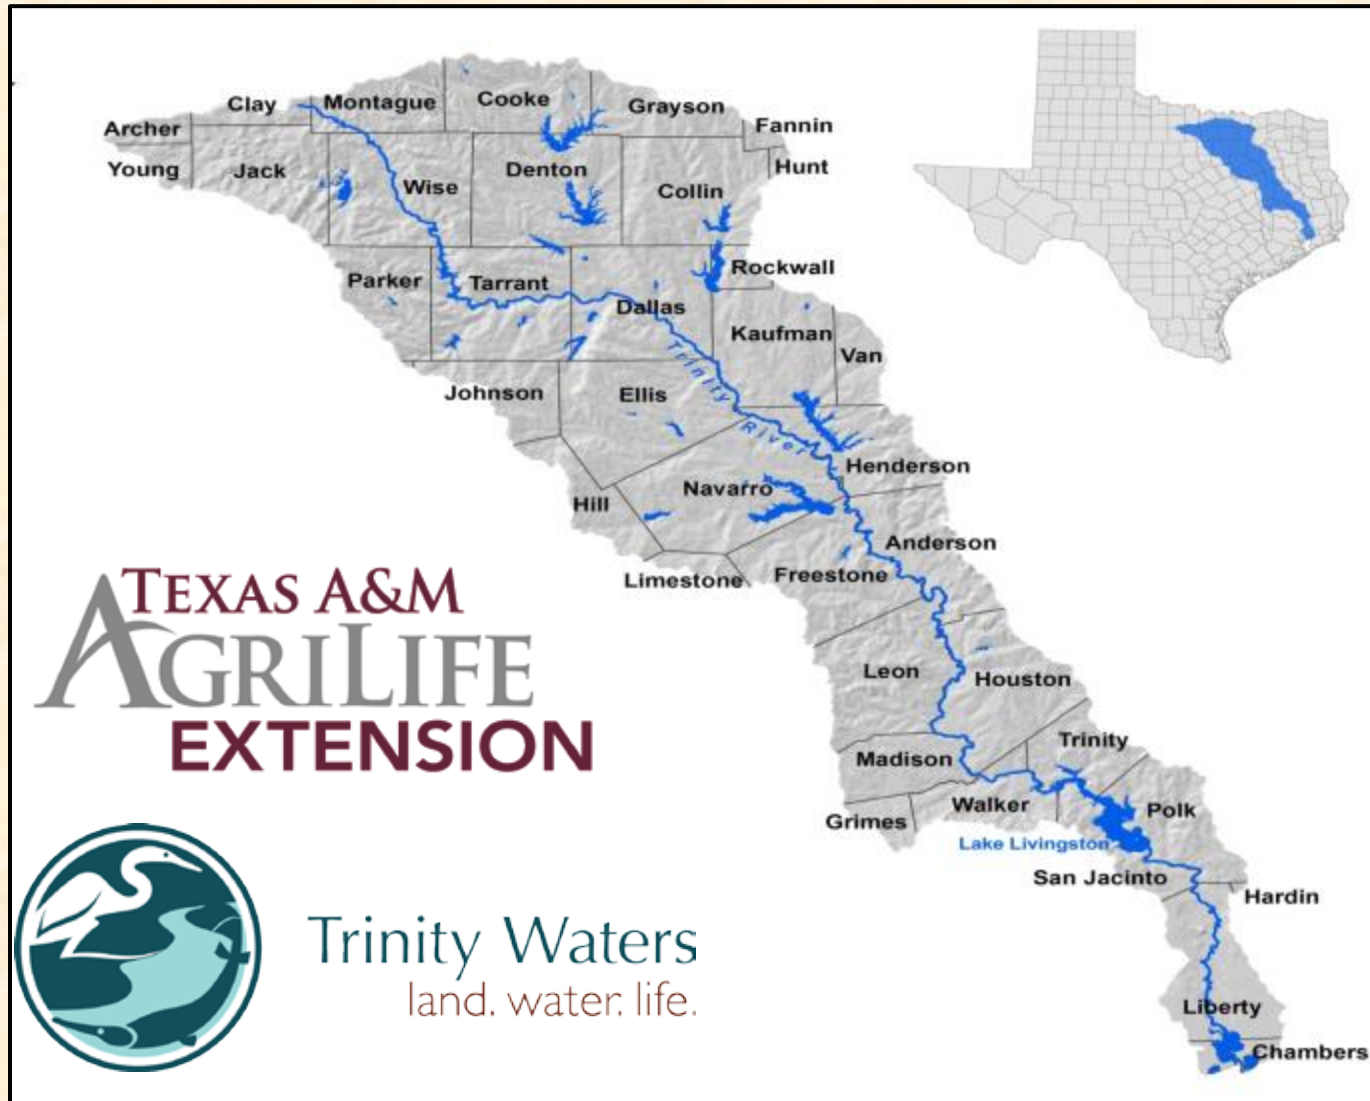 Clay
Montague
Cooke
Grayson
Archer
Fannin
Young
Jack
Wise
Denton
Collin
Hunt
Parker
Tarrant
Rockwall
Dallas
Kaufman
Van
Trinity River
Johnson
Ellis
Henderson
Hill
Navarro
Anderson
Limestone
Freestone
Leon
Houston
Madison
Trinity
Grimes
Walker
Polk
Lake Livingston
San Jacinto
Hardin
Liberty
Chambers
TEXAS A&M
AGRILIFE
EXTENSION
Trinity Waters
land. water. life.